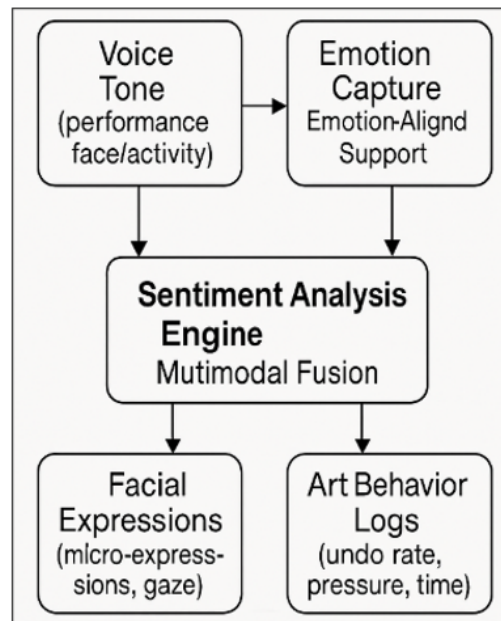 Voice
Tone
(performance
face/activity)
Emotion
Capture
Emotion-Alignd
Support
Sentiment Analysis
Engine
Mutimodal Fusion
Facial
Expressions
(micro-express-
sions, gaze)
Art Behavior
Logs
(undo rate,
pressure, time)